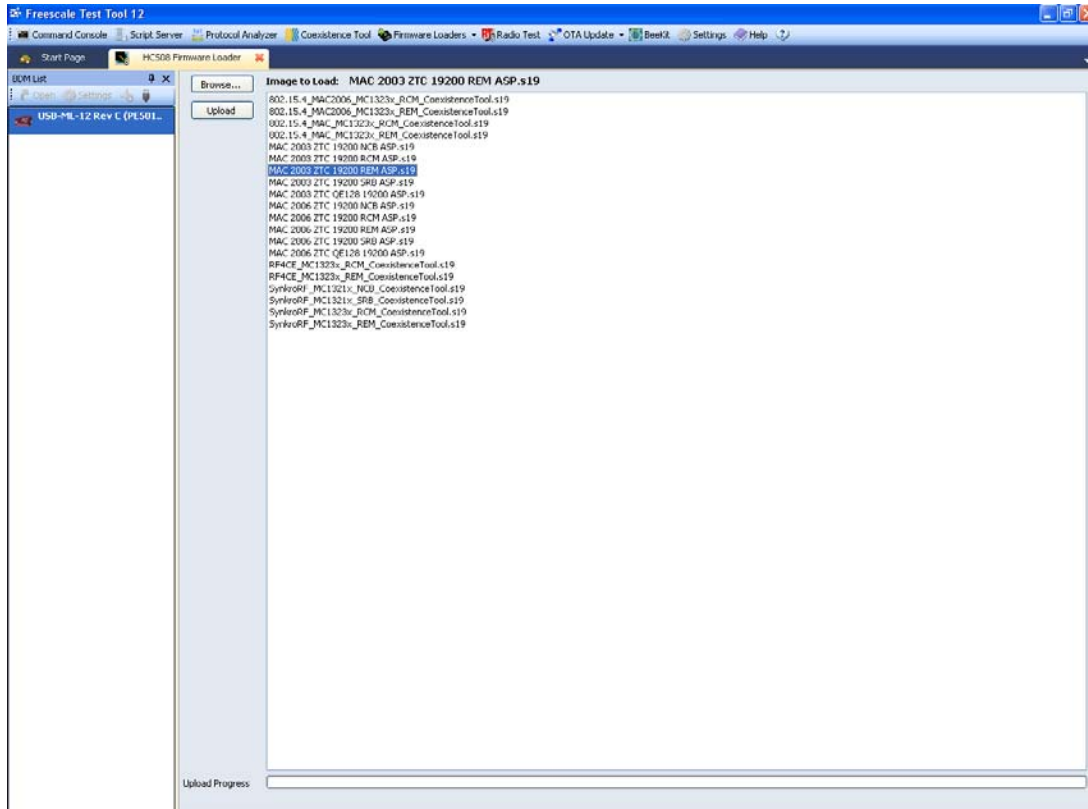 Freescale Test Tool 12
Command Console Script Server Protocol Analyzer Coexistence Tool Firmware Loaders Radio Test OTA Update BeeKit Settings Help
Start Page HCS08 Firmware Loader
BDM List
Open Settings
USB-ML-12 Rev C (PE501...
Browse...
Upload
Image to Load: MAC 2003 ZTC 19200 REM ASP.s19
802.15.4_MAC2006_MC1323x_RCM_CoexistenceTool.s19
802.15.4_MAC2006_MC1323x_REM_CoexistenceTool.s19
802.15.4_MAC_MC1323x_RCM_CoexistenceTool.s19
802.15.4_MAC_MC1323x_REM_CoexistenceTool.s19
MAC 2003 ZTC 19200 NCB ASP.s19
MAC 2003 ZTC 19200 RCM ASP.s19
MAC 2003 ZTC 19200 REM ASP.s19
MAC 2003 ZTC 19200 SRB ASP.s19
MAC 2003 ZTC QE128 19200 ASP.s19
MAC 2006 ZTC 19200 NCB ASP.s19
MAC 2006 ZTC 19200 RCM ASP.s19
MAC 2006 ZTC 19200 REM ASP.s19
MAC 2006 ZTC 19200 SRB ASP.s19
MAC 2006 ZTC QE128 19200 ASP.s19
RF4CE_MC1323x_RCM_CoexistenceTool.s19
RF4CE_MC1323x_REM_CoexistenceTool.s19
SynkroRF_MC1321x_NCB_CoexistenceTool.s19
SynkroRF_MC1321x_SRB_CoexistenceTool.s19
SynkroRF_MC1323x_RCM_CoexistenceTool.s19
SynkroRF_MC1323x_REM_CoexistenceTool.s19
Upload Progress